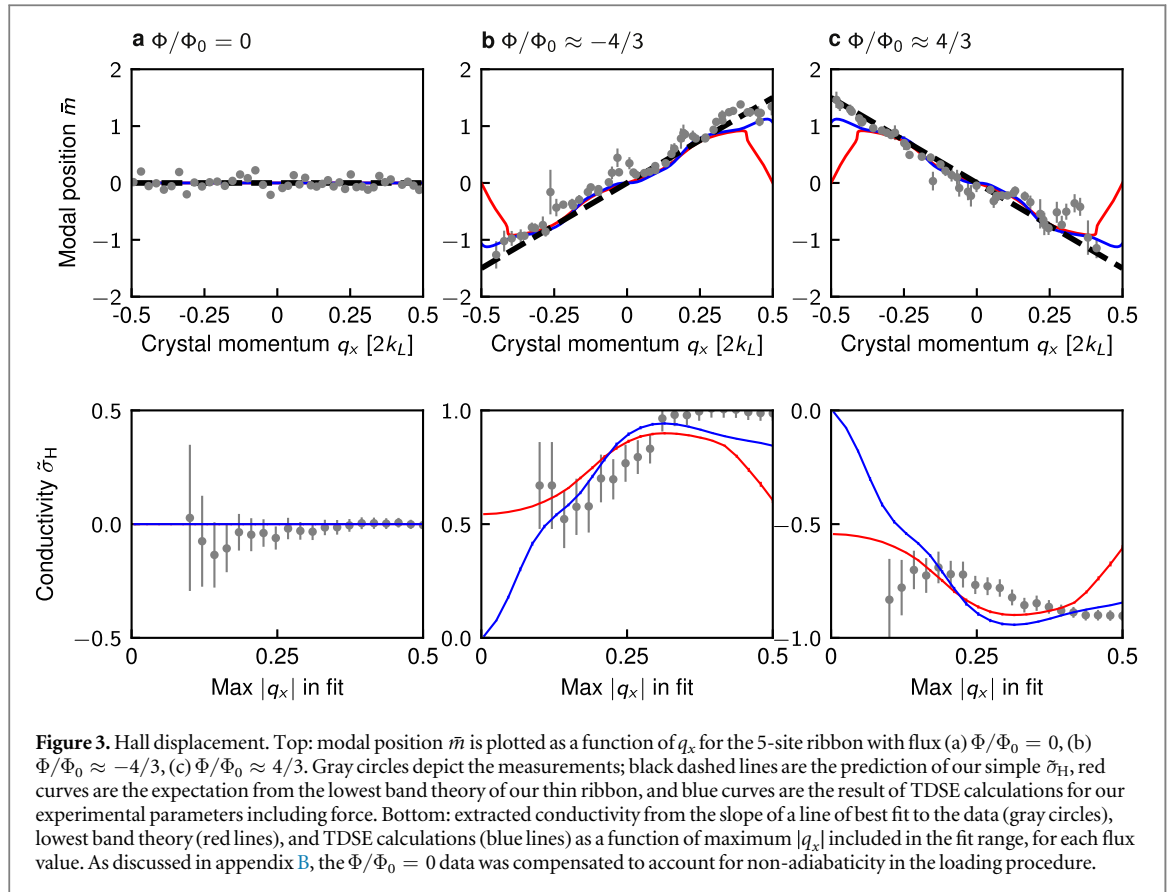 a Φ/Φ₀ = 0
b Φ/Φ₀ ≈ −4/3
c Φ/Φ₀ ≈ 4/3
Modal position m̄
2
1
0
−1
−2
-0.5 -0.25 0 0.25 0.5
Crystal momentum qₓ [2k_L]
2
1
0
−1
−2
-0.5 -0.25 0 0.25 0.5
Crystal momentum qₓ [2k_L]
2
1
0
−1
−2
-0.5 -0.25 0 0.25 0.5
Crystal momentum qₓ [2k_L]
Conductivity σ̃_H
0.5
0.0
−0.5
0 0.25 0.5
Max |qₓ| in fit
1.0
0.5
0.0
0 0.25 0.5
Max |qₓ| in fit
0.0
−0.5
−1.0
0 0.25 0.5
Max |qₓ| in fit
Figure 3. Hall displacement. Top: modal position m̄ is plotted as a function of qₓ for the 5-site ribbon with flux (a) Φ/Φ₀ = 0, (b)
Φ/Φ₀ ≈ −4/3, (c) Φ/Φ₀ ≈ 4/3. Gray circles depict the measurements; black dashed lines are the prediction of our simple σ̃_H, red
curves are the expectation from the lowest band theory of our thin ribbon, and blue curves are the result of TDSE calculations for our
experimental parameters including force. Bottom: extracted conductivity from the slope of a line of best fit to the data (gray circles),
lowest band theory (red lines), and TDSE calculations (blue lines) as a function of maximum |qₓ| included in the fit range, for each flux
value. As discussed in appendix B, the Φ/Φ₀ = 0 data was compensated to account for non-adiabaticity in the loading procedure.